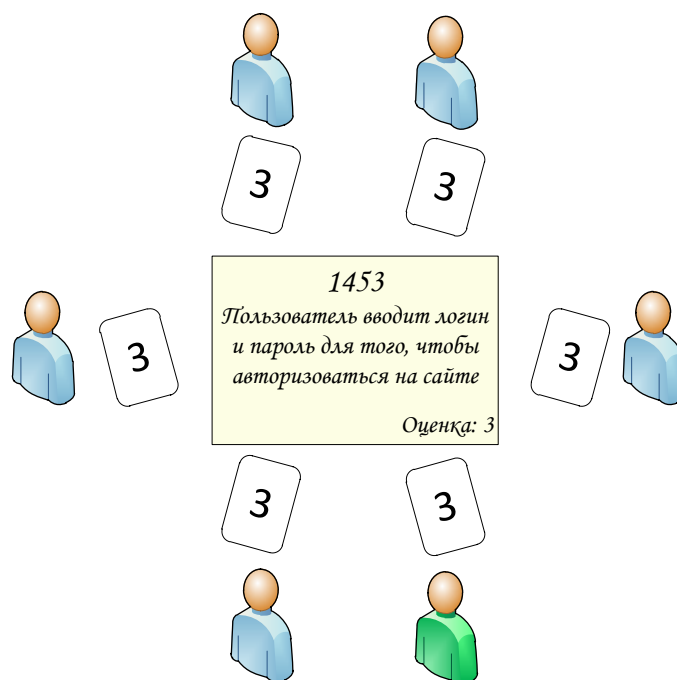 3
3
1453
Пользователь вводит логин
и пароль для того, чтобы
авторизоваться на сайте
Оценка: 3
3
3
3
3